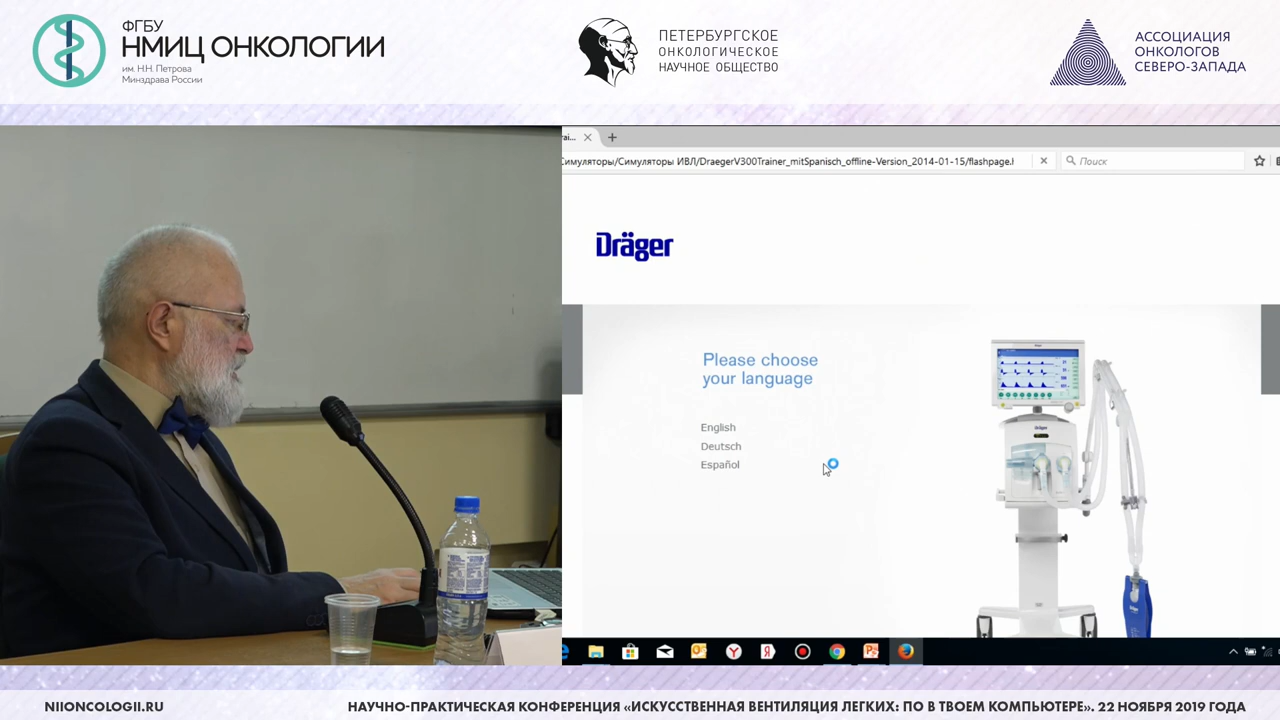 ФГБУ
НМИЦ ОНКОЛОГИИ
им. Н.Н. Петрова
Минздрава России
ПЕТЕРБУРГСКОЕ
ОНКОЛОГИЧЕСКОЕ
НАУЧНОЕ ОБЩЕСТВО
АССОЦИАЦИЯ
ОНКОЛОГОВ
СЕВЕРО-ЗАПАДА
Симуляторы/Симуляторы ИВЛ/DraegerV300Trainer_mitSpanisch_offline-Version_2014-01-15/flashpage.h
Поиск
Dräger
Please choose
your language
English
Deutsch
Español
Dräger
NIIONCOLOGII.RU
НАУЧНО-ПРАКТИЧЕСКАЯ КОНФЕРЕНЦИЯ «ИСКУССТВЕННАЯ ВЕНТИЛЯЦИЯ ЛЕГКИХ: ПО В ТВОЕМ КОМПЬЮТЕРЕ». 22 НОЯБРЯ 2019 ГОДА